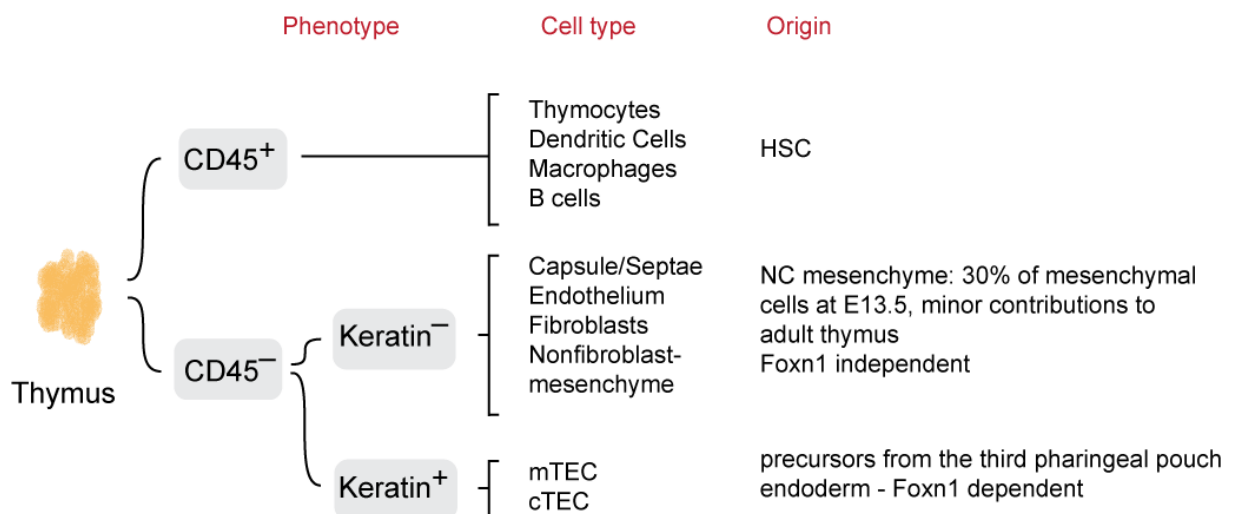 Phenotype
Cell type
Origin
CD45+
Thymocytes
Dendritic Cells
Macrophages
B cells
HSC
Thymus
CD45−
Keratin−
Capsule/Septae
Endothelium
Fibroblasts
Nonfibroblast-
mesenchyme
NC mesenchyme: 30% of mesenchymal
cells at E13.5, minor contributions to
adult thymus
Foxn1 independent
Keratin+
mTEC
cTEC
precursors from the third pharingeal pouch
endoderm - Foxn1 dependent